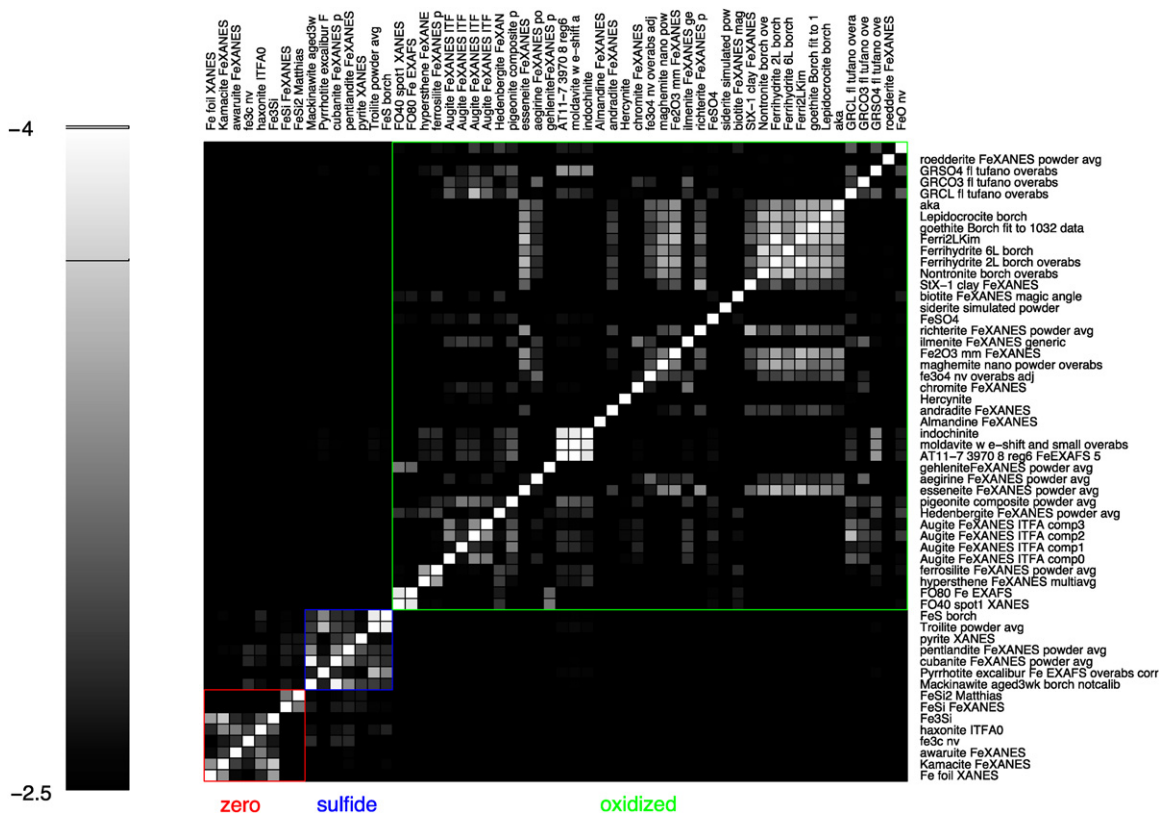 Fe foil XANES
Kamacite FeXANES
awaruite FeXANES
fe3c nv
haxonite ITFA0
Fe3Si
FeSi FeXANES
FeSi2 Matthias
Mackinawite aged3w
Pyrrhotite excalibur F
cubanite FeXANES p
pentlandite FeXANES
pyrite XANES
Troilite powder avg
FeS borch
FO40 spot1 XANES
FO80 Fe EXAFS
hypersthene FeXANE
ferrosilite FeXANES p
Augite FeXANES ITF
Augite FeXANES ITF
Augite FeXANES ITF
Augite FeXANES ITF
Hedenbergite FeXAN
pigeonite composite p
esseneite FeXANES
aegirine FeXANES po
gehleniteFeXANES p
AT11-7 3970 8 reg6
moldavite w e-shift a
indochinite
Almandine FeXANES
andradite FeXANES
Hercynite
chromite FeXANES
fe3o4 nv overabs adj
maghemite nano pow
Fe2O3 mm FeXANES
ilmenite FeXANES ge
richterite FeXANES p
FeSO4
siderite simulated pow
biotite FeXANES mag
StX-1 clay FeXANES
Nontronite borch ove
Ferrihydrite 2L borch
Ferrihydrite 6L borch
Ferri2LKim
goethite Borch fit to 1
Lepidocrocite borch
aka
GRCL fl tufano overa
GRCO3 fl tufano ove
GRSO4 fl tufano ove
roedderite FeXANES
FeO nv
-4
-2.5
roedderite FeXANES powder avg
GRSO4 fl tufano overabs
GRCO3 fl tufano overabs
GRCL fl tufano overabs
aka
Lepidocrocite borch
goethite Borch fit to 1032 data
Ferri2LKim
Ferrihydrite 6L borch
Ferrihydrite 2L borch overabs
Nontronite borch overabs
StX-1 clay FeXANES
biotite FeXANES magic angle
siderite simulated powder
FeSO4
richterite FeXANES powder avg
ilmenite FeXANES generic
Fe2O3 mm FeXANES
maghemite nano powder overabs
fe3o4 nv overabs adj
chromite FeXANES
Hercynite
andradite FeXANES
Almandine FeXANES
indochinite
moldavite w e-shift and small overabs
AT11-7 3970 8 reg6 FeEXAFS 5
gehleniteFeXANES powder avg
aegirine FeXANES powder avg
esseneite FeXANES powder avg
pigeonite composite powder avg
Hedenbergite FeXANES powder avg
Augite FeXANES ITFA comp3
Augite FeXANES ITFA comp2
Augite FeXANES ITFA comp1
Augite FeXANES ITFA comp0
ferrosilite FeXANES powder avg
hypersthene FeXANES multiavg
FO80 Fe EXAFS
FO40 spot1 XANES
FeS borch
Troilite powder avg
pyrite XANES
pentlandite FeXANES powder avg
cubanite FeXANES powder avg
Pyrrhotite excalibur Fe EXAFS overabs corr
Mackinawite aged3wk borch notcalib
FeSi2 Matthias
FeSi FeXANES
Fe3Si
haxonite ITFA0
fe3c nv
awaruite FeXANES
Kamacite FeXANES
Fe foil XANES
zero
sulfide
oxidized